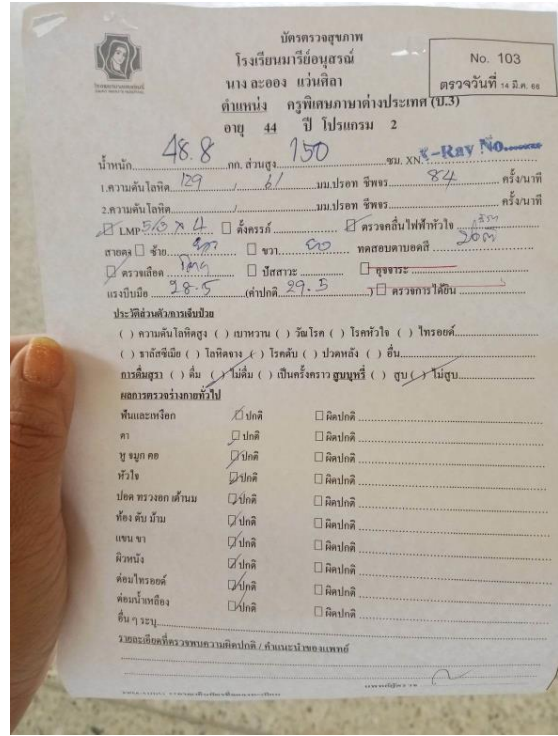 บัตรตรวจสุขภาพ
โรงเรียนมารีย์อนุสรณ์
No. 103
นาง ละออง แว่นศิลา
ตรวจวันที่ 14 มี.ค. 66
ตำแหน่ง ครูพิเศษภาษาต่างประเทศ (ป.3)
อายุ 44 ปี โปรแกรม 2
น้ำหนัก 48.8 กก. ส่วนสูง 150 ซม. XN X-Ray No.
1.ความดันโลหิต 129 / 61 มม.ปรอท ชีพจร 84 ครั้ง/นาที
2.ความดันโลหิต / มม.ปรอท ชีพจร ครั้ง/นาที
☑ LMP 5/3 x 4 ☐ ตั้งครรภ์ ☑ ตรวจคลื่นไฟฟ้าหัวใจ
สายตา ☐ ซ้าย ☐ ขวา ทดสอบตาบอดสี
☑ ตรวจเลือด ☐ ปัสสาวะ ☐ อุจจาระ
แรงบีบมือ 28.5 (ค่าปกติ 29.5 ) ☐ ตรวจการได้ยิน
ประวัติส่วนตัว/การเจ็บป่วย
( ) ความดันโลหิตสูง ( ) เบาหวาน ( ) วัณโรค ( ) โรคหัวใจ ( ) ไทรอยด์
( ) ธาลัสซีเมีย ( ) โลหิตจาง ( ) โรคตับ ( ) ปวดหลัง ( ) อื่น
การดื่มสุรา ( ) ดื่ม (/) ไม่ดื่ม ( ) เป็นครั้งคราว สูบบุหรี่ ( ) สูบ (/) ไม่สูบ
ผลการตรวจร่างกายทั่วไป
ฟันและเหงือก ☑ ปกติ ☐ ผิดปกติ
ตา ☑ ปกติ ☐ ผิดปกติ
หู จมูก คอ ☑ ปกติ ☐ ผิดปกติ
หัวใจ ☑ ปกติ ☐ ผิดปกติ
ปอด ทรวงอก เต้านม ☑ ปกติ ☐ ผิดปกติ
ท้อง ตับ ม้าม ☑ ปกติ ☐ ผิดปกติ
แขน ขา ☑ ปกติ ☐ ผิดปกติ
ผิวหนัง ☑ ปกติ ☐ ผิดปกติ
ต่อมไทรอยด์ ☑ ปกติ ☐ ผิดปกติ
ต่อมน้ำเหลือง ☑ ปกติ ☐ ผิดปกติ
อื่น ๆ ระบุ
รายละเอียดที่ตรวจพบความผิดปกติ / คำแนะนำของแพทย์